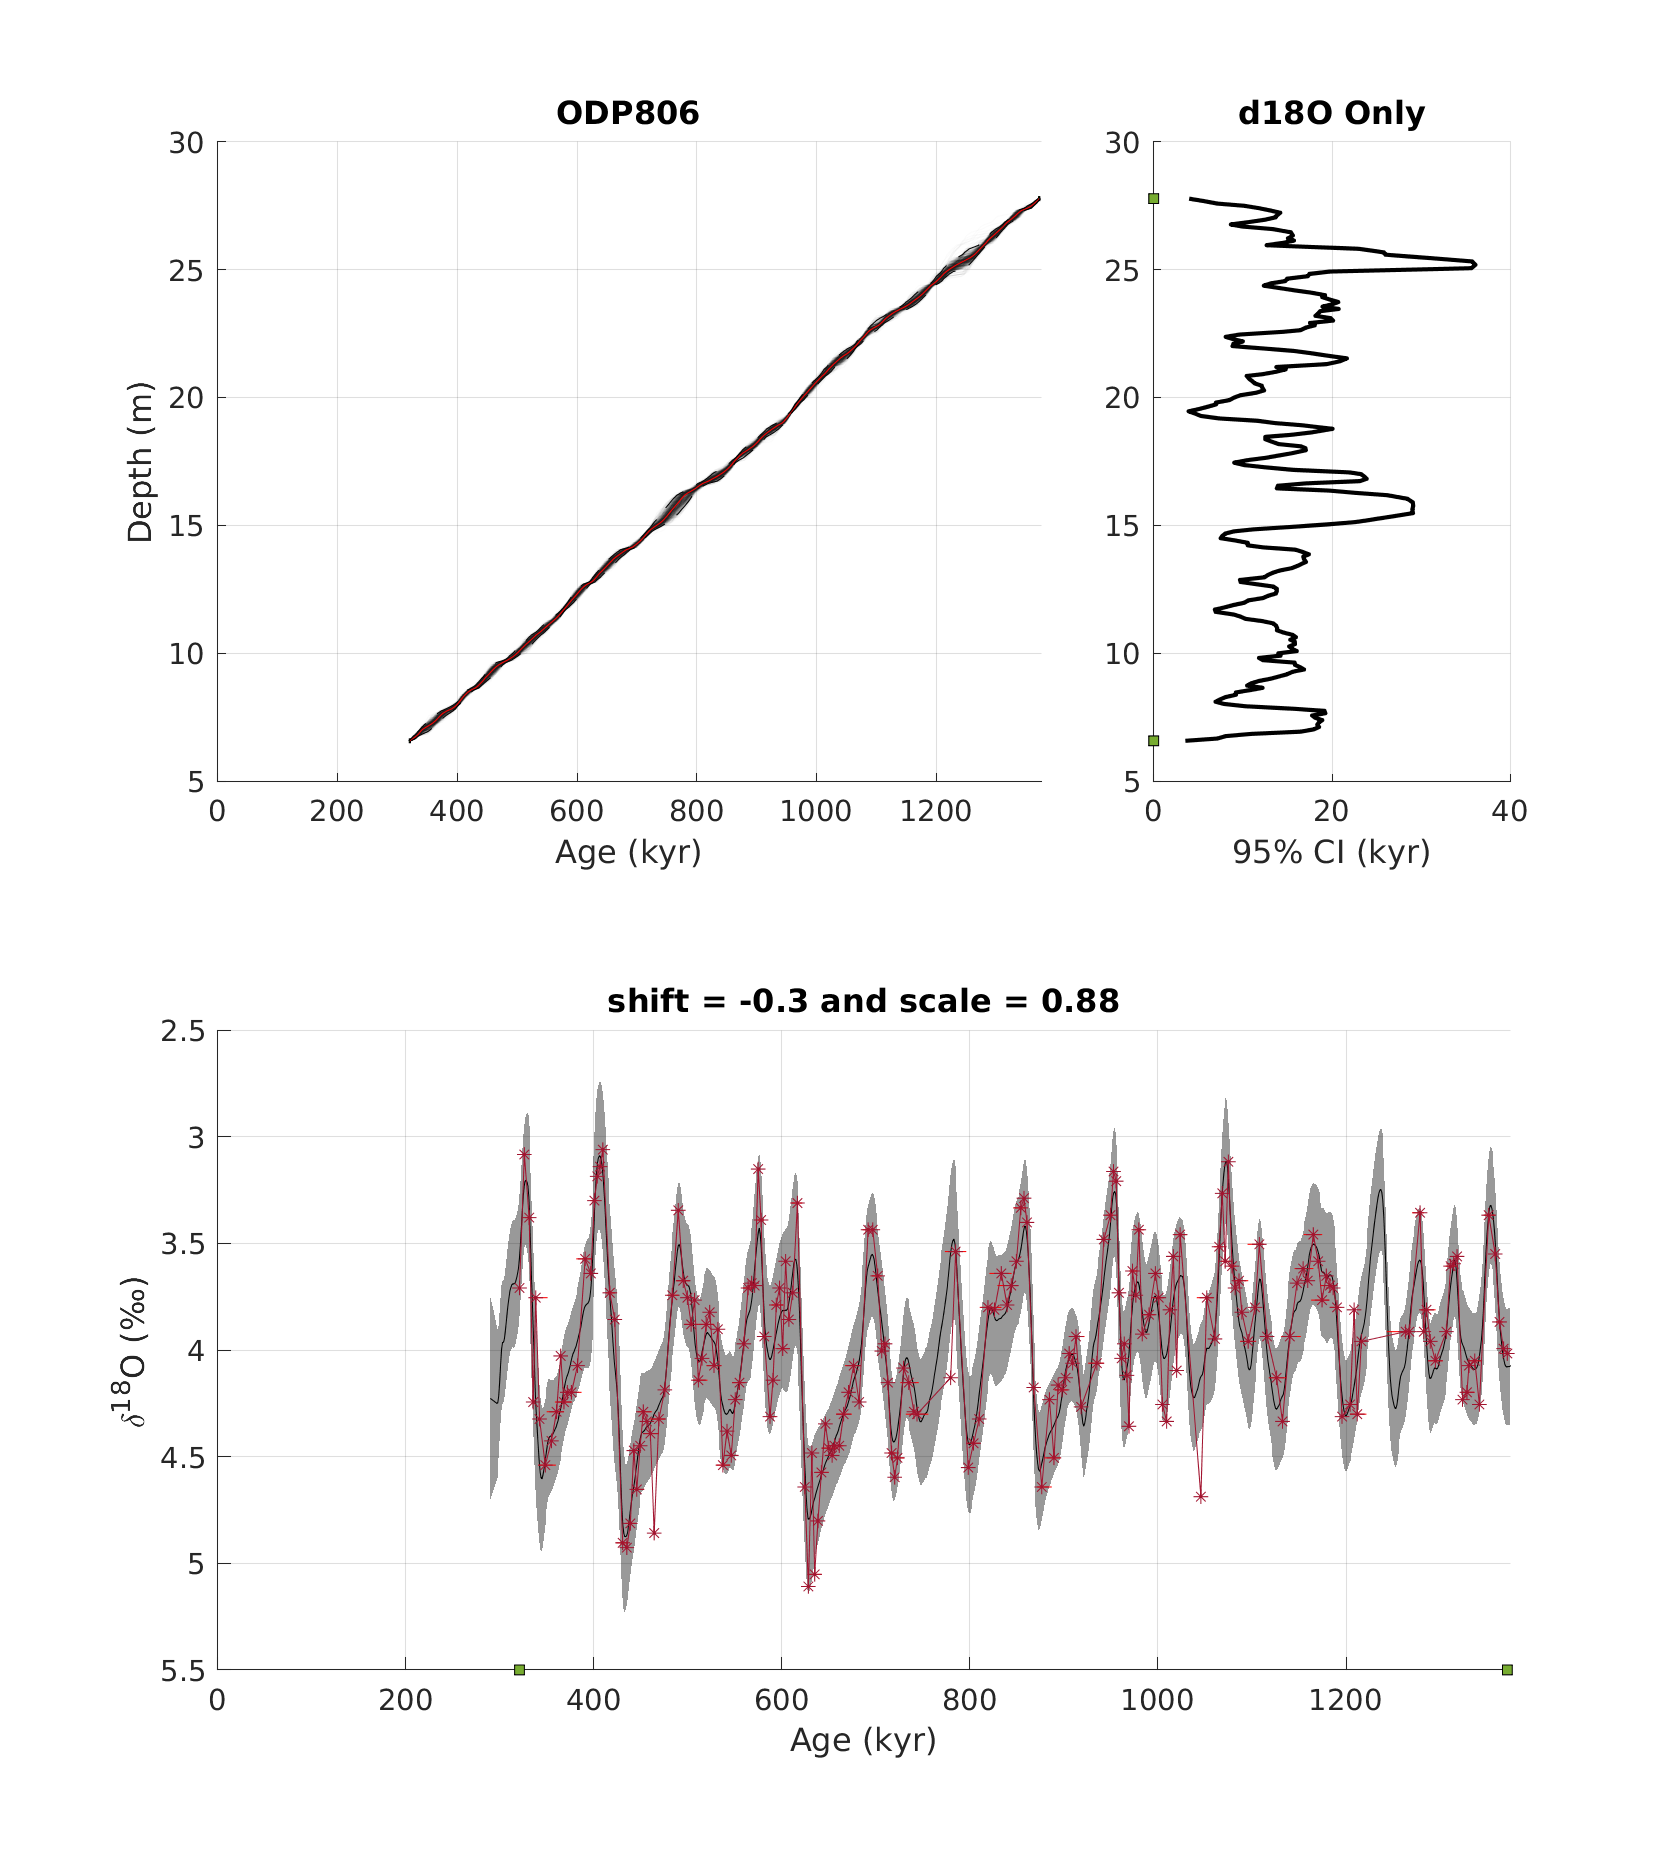 ODP806
d18O Only
30
25
20
15
10
5
Depth (m)
0 200 400 600 800 1000 1200
Age (kyr)
30
25
20
15
10
5
0 20 40
95% CI (kyr)
shift = -0.3 and scale = 0.88
2.5
3
3.5
4
4.5
5
5.5
δ¹⁸O (‰)
0 200 400 600 800 1000 1200
Age (kyr)